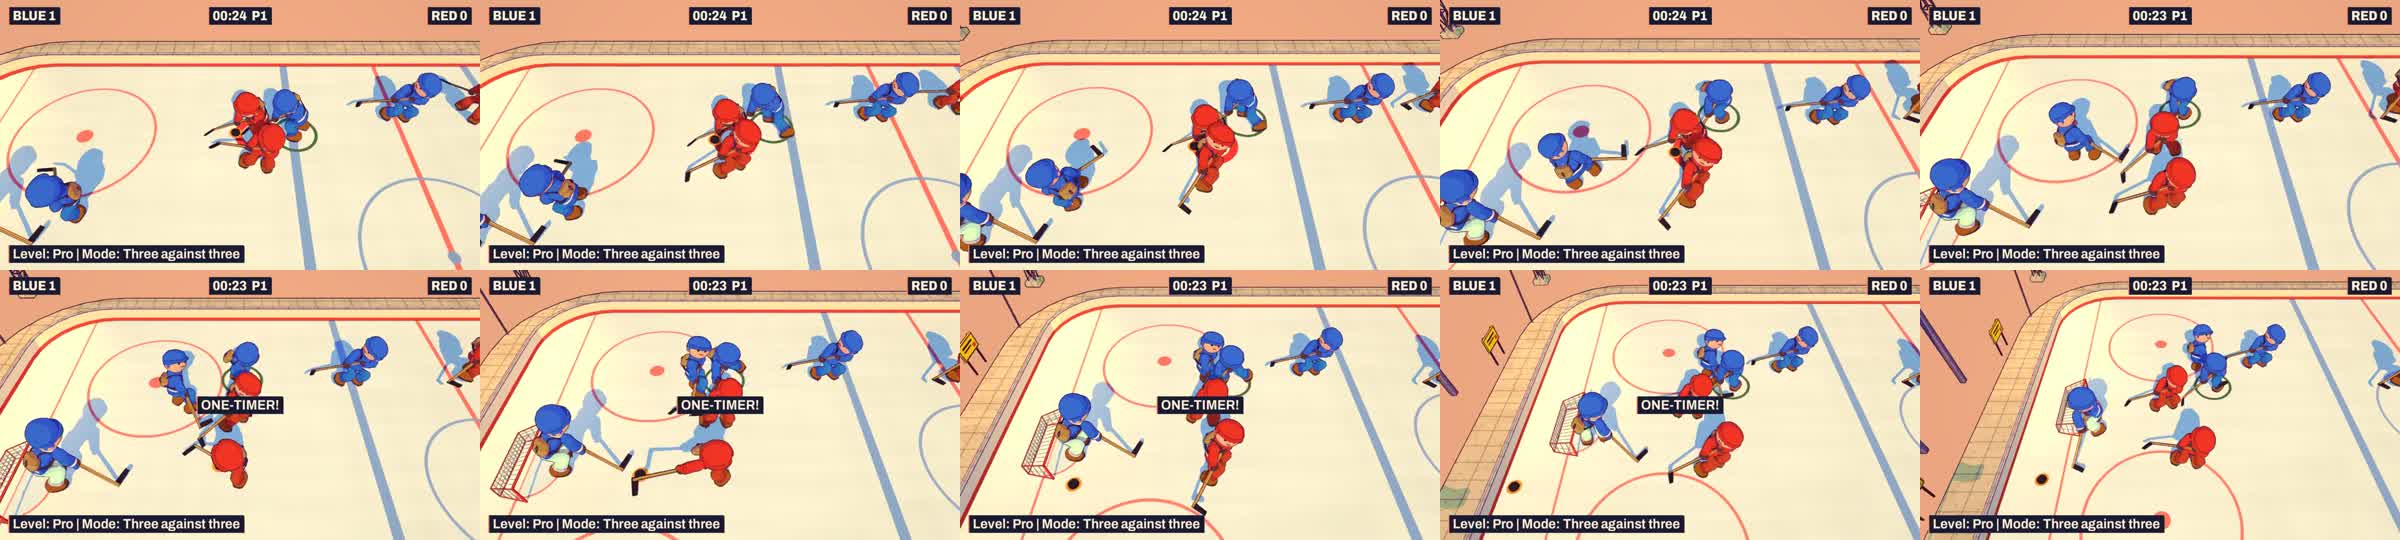 BLUE 1 00:24 P1 RED 0
Level: Pro | Mode: Three against three
BLUE 1 00:24 P1 RED 0
Level: Pro | Mode: Three against three
BLUE 1 00:24 P1 RED 0
Level: Pro | Mode: Three against three
BLUE 1 00:24 P1 RED 0
Level: Pro | Mode: Three against three
BLUE 1 00:23 P1 RED 0
Level: Pro | Mode: Three against three
BLUE 1 00:23 P1 RED 0
ONE-TIMER!
Level: Pro | Mode: Three against three
BLUE 1 00:23 P1 RED 0
ONE-TIMER!
Level: Pro | Mode: Three against three
BLUE 1 00:23 P1 RED 0
ONE-TIMER!
Level: Pro | Mode: Three against three
BLUE 1 00:23 P1 RED 0
ONE-TIMER!
Level: Pro | Mode: Three against three
BLUE 1 00:23 P1 RED 0
Level: Pro | Mode: Three against three